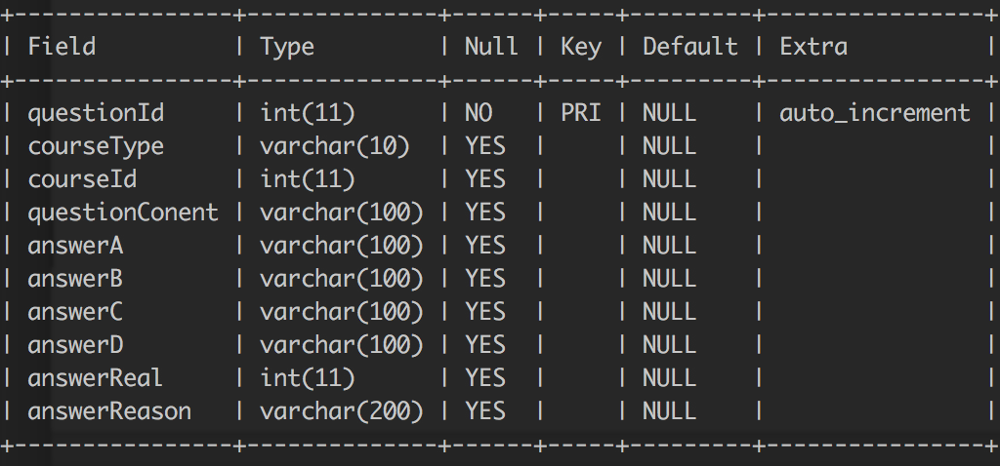 +----------------+--------------+------+-----+---------+----------------+
| Field          | Type         | Null | Key | Default | Extra          |
+----------------+--------------+------+-----+---------+----------------+
| questionId     | int(11)      | NO   | PRI | NULL    | auto_increment |
| courseType     | varchar(10)  | YES  |     | NULL    |                |
| courseId       | int(11)      | YES  |     | NULL    |                |
| questionConent | varchar(100) | YES  |     | NULL    |                |
| answerA        | varchar(100) | YES  |     | NULL    |                |
| answerB        | varchar(100) | YES  |     | NULL    |                |
| answerC        | varchar(100) | YES  |     | NULL    |                |
| answerD        | varchar(100) | YES  |     | NULL    |                |
| answerReal     | int(11)      | YES  |     | NULL    |                |
| answerReason   | varchar(200) | YES  |     | NULL    |                |
+----------------+--------------+------+-----+---------+----------------+